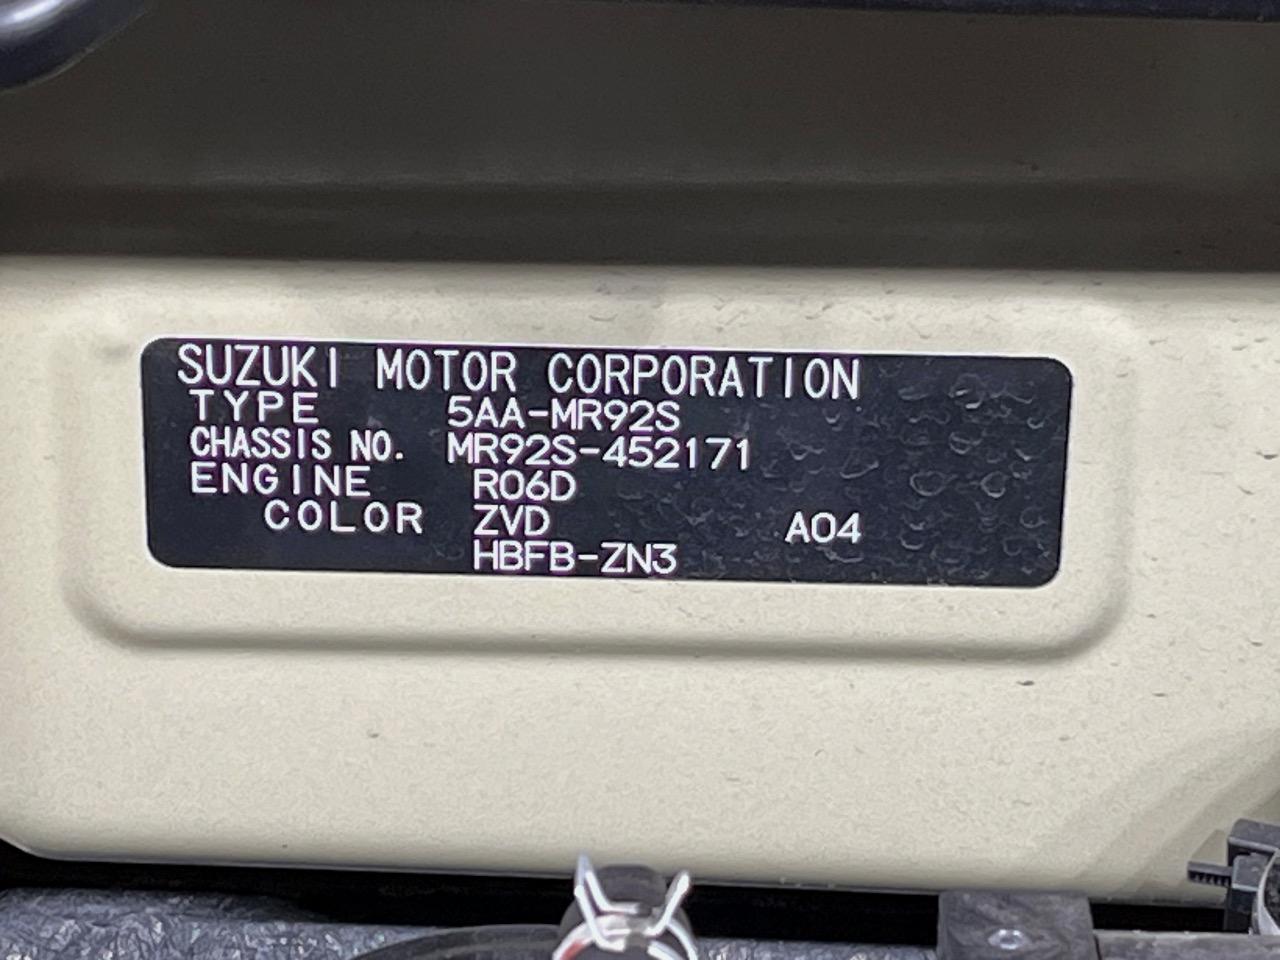 SUZUKI MOTOR CORPORATION
TYPE 5AA-MR92S
CHASSIS NO. MR92S-452171
ENGINE R06D
COLOR ZVD A04
HBFB-ZN3